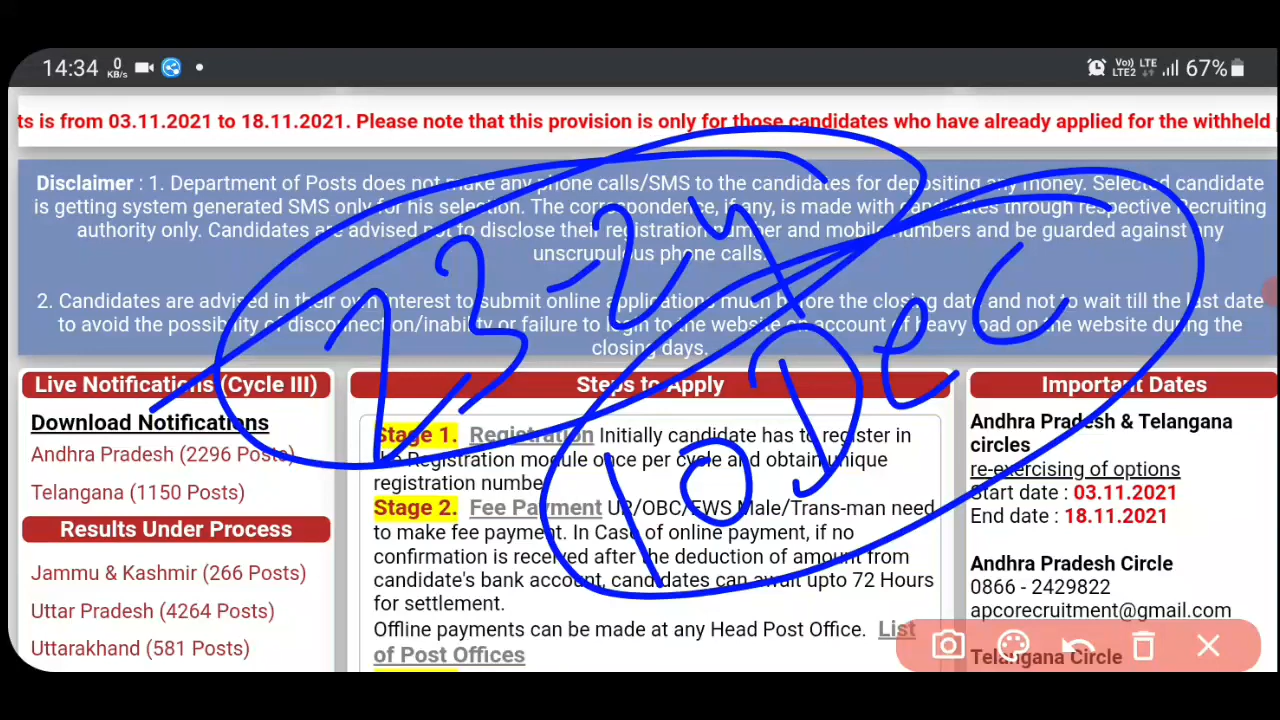 14:34 0 KB/s Vo)) LTE2 LTE 67%
ts is from 03.11.2021 to 18.11.2021. Please note that this provision is only for those candidates who have already applied for the withheld
Disclaimer : 1. Department of Posts does not make any phone calls/SMS to the candidates for depositing any money. Selected candidate
is getting system generated SMS only for his selection. The correspondence, if any, is made with candidates through respective Recruiting
authority only. Candidates are advised not to disclose their registration number and mobile numbers and be guarded against any
unscrupulous phone calls.
23-24
2. Candidates are advised in their own interest to submit online applications much before the closing date and not to wait till the last date
to avoid the possibility of disconnection/inability or failure to login to the website on account of heavy load on the website during the
closing days.
10 Dec
Live Notifications (Cycle III)
Download Notifications
Andhra Pradesh (2296 Posts)
Telangana (1150 Posts)
Results Under Process
Jammu & Kashmir (266 Posts)
Uttar Pradesh (4264 Posts)
Uttarakhand (581 Posts)
Steps to Apply
Stage 1. Registration Initially candidate has to register in
the Registration module once per cycle and obtain unique
registration number
Stage 2. Fee Payment UR/OBC/EWS Male/Trans-man need
to make fee payment. In Case of online payment, if no
confirmation is received after the deduction of amount from
candidate's bank account, candidates can await upto 72 Hours
for settlement.
Offline payments can be made at any Head Post Office. List
of Post Offices
Important Dates
Andhra Pradesh & Telangana
circles
re-exercising of options
Start date : 03.11.2021
End date : 18.11.2021
Andhra Pradesh Circle
0866 - 2429822
apcorecruitment@gmail.com
Telangana Circle